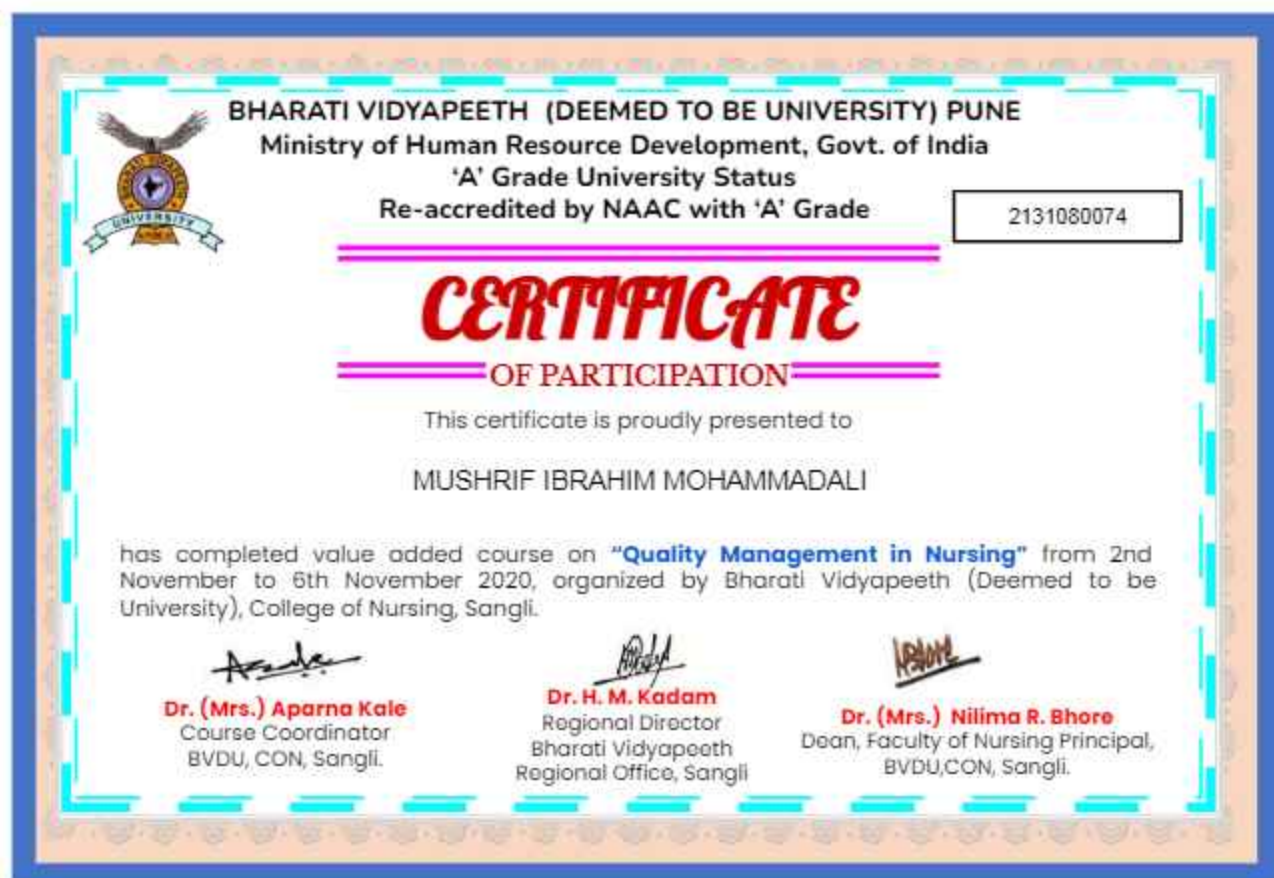 BHARATI VIDYAPEETH (DEEMED TO BE UNIVERSITY) PUNE
Ministry of Human Resource Development, Govt. of India
‘A’ Grade University Status
Re-accredited by NAAC with ‘A’ Grade
2131080074
BHARATI VIDYAPEETH
UNIVERSITY
CERTIFICATE
OF PARTICIPATION
This certificate is proudly presented to
MUSHRIF IBRAHIM MOHAMMADALI
has completed value added course on “Quality Management in Nursing” from 2nd
November to 6th November 2020, organized by Bharati Vidyapeeth (Deemed to be
University), College of Nursing, Sangli.
Dr. (Mrs.) Aparna Kale
Course Coordinator
BVDU, CON, Sangli.
Dr. H. M. Kadam
Regional Director
Bharati Vidyapeeth
Regional Office, Sangli
Dr. (Mrs.) Nilima R. Bhore
Dean, Faculty of Nursing Principal,
BVDU,CON, Sangli.